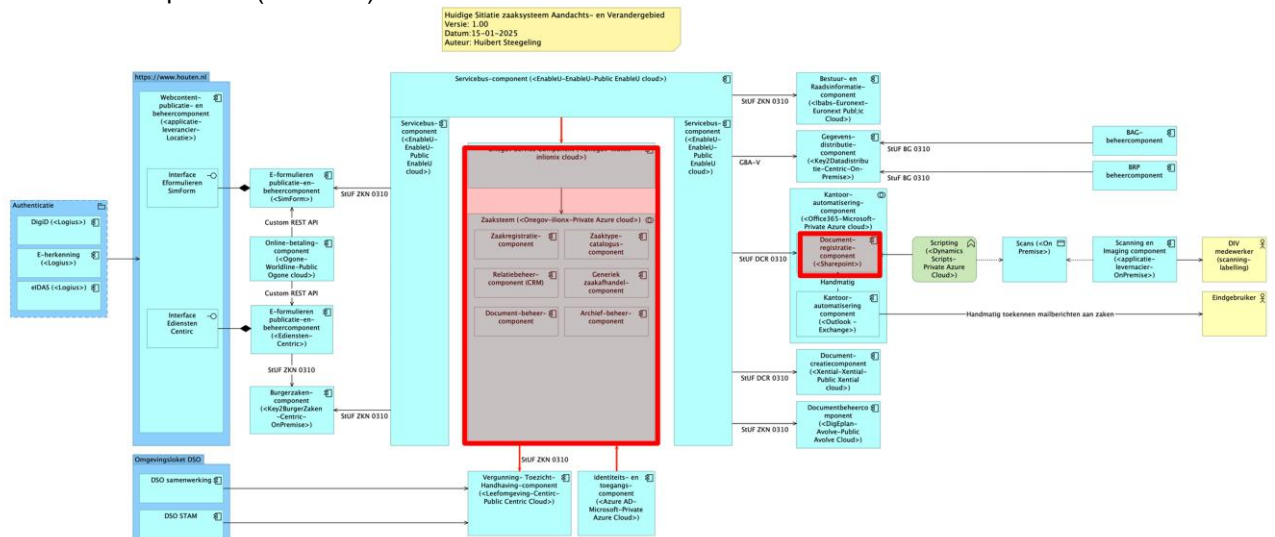 Huidige Sitiatie zaaksysteem Aandachts- en Verandergebied
Versie: 1.00
Datum:15-01-2025
Auteur: Huibert Steegeling
https://www.houten.nl
Webcontent-
publicatie- en
beheercomponent
(<applicatie-
leverancier-
Locatie>)
Interface
Eformulieren
SimForm
Interface
Ediensten
Centirc
Authenticatie
DigiD (<Logius>)
E-herkenning
(<Logius>)
eIDAS (<Logius>)
E-formulieren
publicatie-en-
beheercomponent
(<SimForm>)
Custom REST API
Online-betaling-
component
(<Ogone-
Worldline-Public
Ogone cloud>)
Custom REST API
E-formulieren
publicatie-en-
beheercomponent
(<Ediensten-
Centric>)
StUF ZKN 0310
Burgerzaken-
component
(<Key2BurgerZaken
-Centric-
OnPremise>)
StUF ZKN 0310
StUF ZKN 0310
Servicebus-component (<EnableU-EnableU-Public EnableU cloud>)
Servicebus-
component
(<EnableU-
EnableU-
Public
EnableU
cloud>)
inlionix cloud>)
Zaaksteem (<Onegov-ilionx-Private Azure cloud>)
Zaakregistratie-
component
Zaaktype-
catalogus-
component
Relatiebeheer-
component (CRM)
Generiek
zaakafhandel-
component
Document-beheer-
component
Archief-beheer-
component
Servicebus-
component
(<EnableU-
EnableU-
Public
EnableU
cloud>)
StUF ZKN 0310
GBA-V
StUF DCR 0310
StUF DCR 0310
StUF ZKN 0310
Bestuur- en
Raadsinformatie-
component
(<Ibabs-Euronext-
Euronext Publ;ic
Cloud>)
Gegevens-
distributie-
component
(<Key2Datadistribu
tie-Centric-On-
Premise>)
StUF BG 0310
StuF BG 0310
BAG-
beheercomponent
BRP
beheercomponent
Kantoor-
automatisering-
component
(<Office365-Microsoft-
Private Azure cloud>)
Document-
registratie-
component
(<Sharepoint>)
Handmatig
Kantoor-
automatisering
component
(<Outlook -
Exchange>)
Scripting
(<Dynamics
Scripts-
Private Azure
Cloud>)
Scans (<On
Premise>)
Scanning en
Imaging component
(<applicatie-
levernacier-
OnPremise>)
DIV
medewerker
(scanning-
labelling)
Handmatig toekennen mailberichten aan zaken
Eindgebruiker
Document-
creatiecomponent
(<Xential-Xential-
Public Xential
cloud>)
Documentbeheerco
mponent
(<DigEplan-
Avolve-Public
Avolve Cloud>)
Omgevingsloket DSO
DSO samenwerking
DSO STAM
StUF ZKN 0310
Vergunning- Toezicht-
Handhaving-component
(<Leefomgeving-Centirc-
Public Centric Cloud>)
Identiteits- en
toegangs-
component
(<Azure AD-
Microsoft-Private
Azure Cloud>)